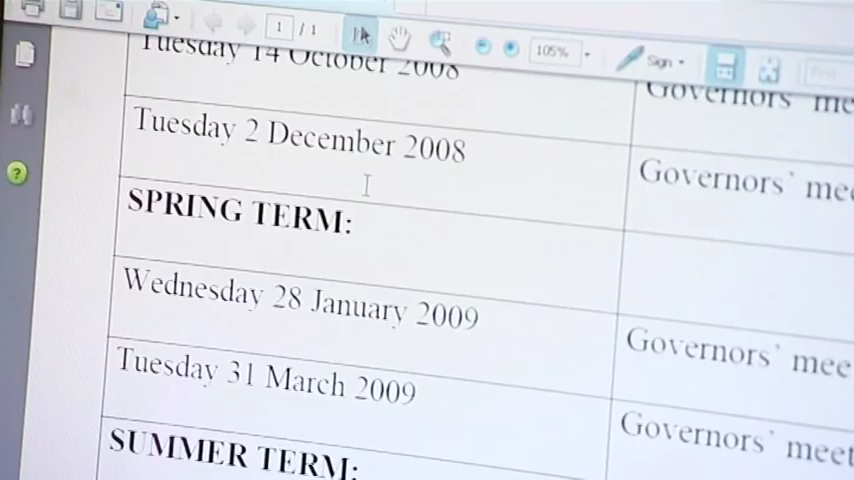 1 / 1
105%
Sign
Tuesday 14 October 2008
Governors' me
Tuesday 2 December 2008
Governors' mee
SPRING TERM:
Wednesday 28 January 2009
Governors' mee
Tuesday 31 March 2009
Governors' meet
SUMMER TERM: